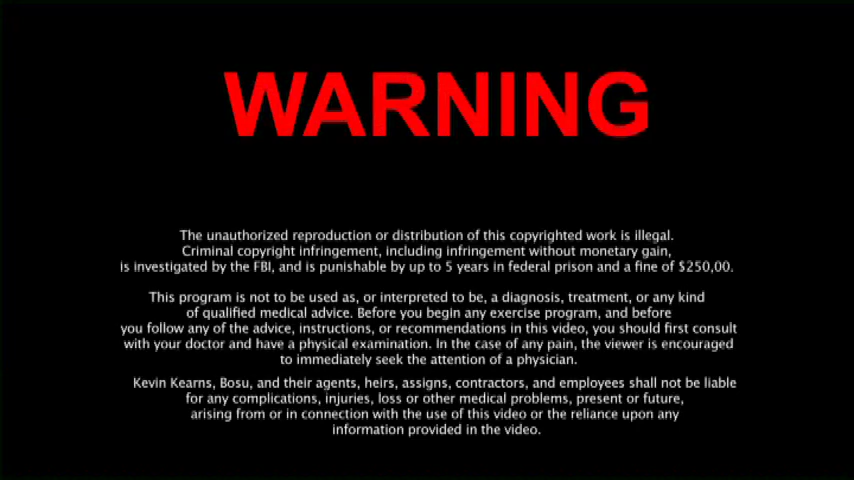 WARNING
The unauthorized reproduction or distribution of this copyrighted work is illegal.
Criminal copyright infringement, including infringement without monetary gain,
is investigated by the FBI, and is punishable by up to 5 years in federal prison and a fine of $250,00.
This program is not to be used as, or interpreted to be, a diagnosis, treatment, or any kind
of qualified medical advice. Before you begin any exercise program, and before
you follow any of the advice, instructions, or recommendations in this video, you should first consult
with your doctor and have a physical examination. In the case of any pain, the viewer is encouraged
to immediately seek the attention of a physician.
Kevin Kearns, Bosu, and their agents, heirs, assigns, contractors, and employees shall not be liable
for any complications, injuries, loss or other medical problems, present or future,
arising from or in connection with the use of this video or the reliance upon any
information provided in the video.